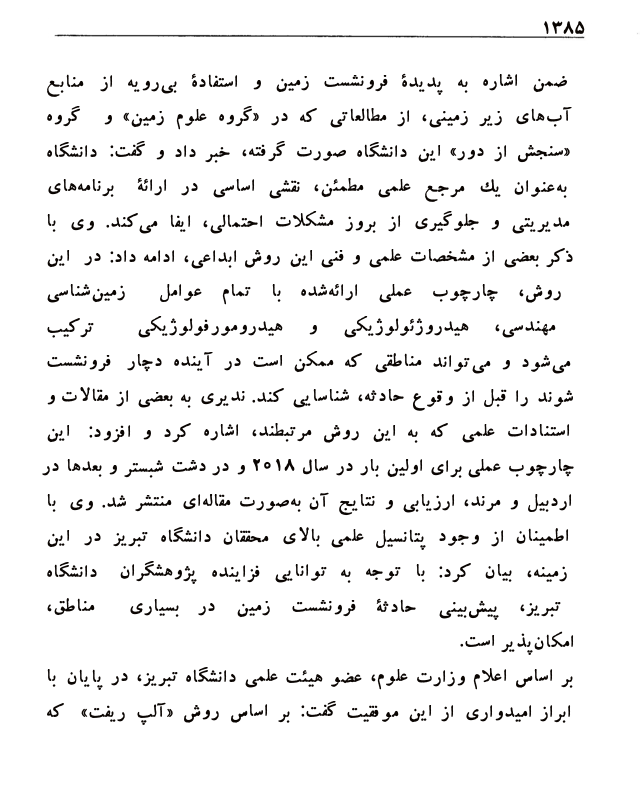 ۱۳۸۵
ضمن اشاره به پدیدهٔ فرونشست زمین و استفادهٔ بی‌رویه از منابع
آب‌های زیر زمینی، از مطالعاتی که در «گروه علوم زمین» و گروه
«سنجش از دور» این دانشگاه صورت گرفته، خبر داد و گفت: دانشگاه
به‌عنوان یك مرجع علمی مطمئن، نقشی اساسی در ارائهٔ برنامه‌های
مدیریتی و جلوگیری از بروز مشکلات احتمالی، ایفا می‌کند. وی با
ذکر بعضی از مشخصات علمی و فنی این روش ابداعی، ادامه داد: در این
روش، چارچوب عملی ارائه‌شده با تمام عوامل زمین‌شناسی
مهندسی، هیدروژئولوژیکی و هیدرومورفولوژیکی ترکیب
می‌شود و می‌تواند مناطقی که ممکن است در آینده دچار فرونشست
شوند را قبل از وقوع حادثه، شناسایی کند. ندیری به بعضی از مقالات و
استنادات علمی که به این روش مرتبطند، اشاره کرد و افزود: این
چارچوب عملی برای اولین بار در سال ۲۰۱۸ و در دشت شبستر و بعدها در
اردبیل و مرند، ارزیابی و نتایج آن به‌صورت مقاله‌ای منتشر شد. وی با
اطمینان از وجود پتانسیل علمی بالای محققان دانشگاه تبریز در این
زمینه، بیان کرد: با توجه به توانایی فزاینده پژوهشگران دانشگاه
تبریز، پیش‌بینی حادثهٔ فرونشست زمین در بسیاری مناطق،
امکان‌پذیر است.
بر اساس اعلام وزارت علوم، عضو هیئت علمی دانشگاه تبریز، در پایان با
ابراز امیدواری از این موفقیت گفت: بر اساس روش «آلپ ریفت» که